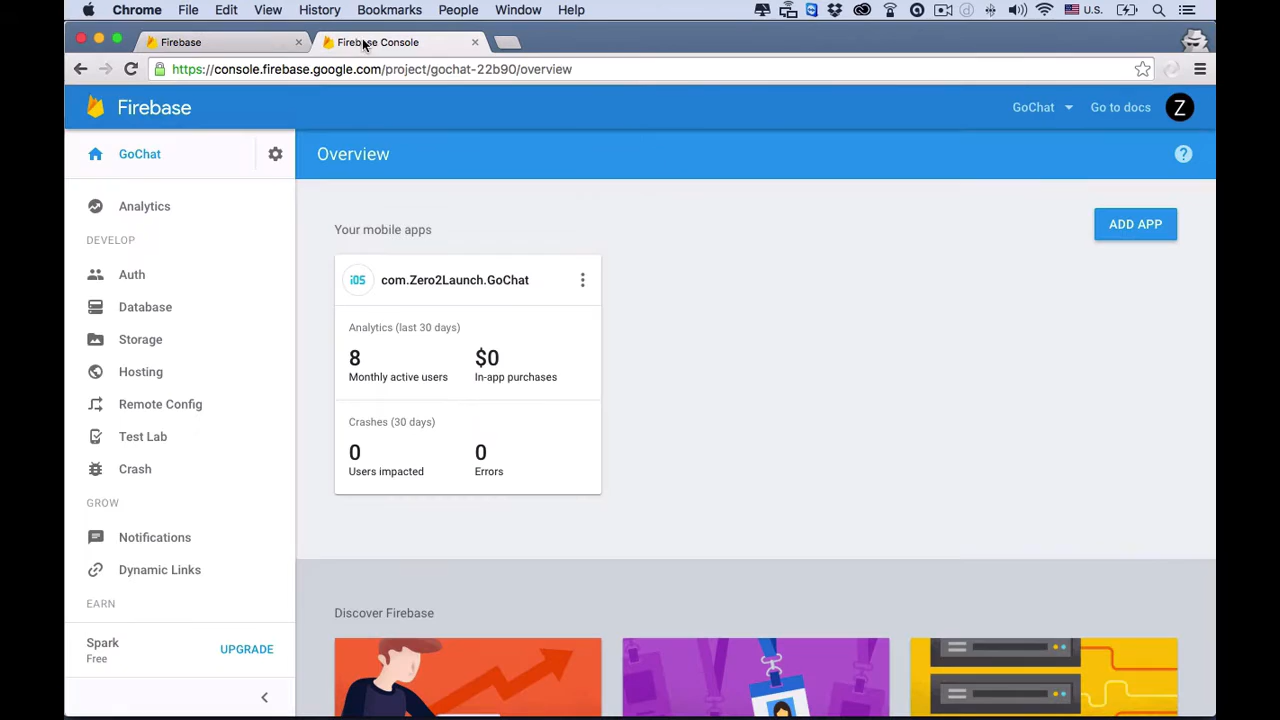 Chrome File Edit View History Bookmarks People Window Help U.S.
Firebase
Firebase Console
https://console.firebase.google.com/project/gochat-22b90/overview
Firebase
GoChat
Go to docs
Z
GoChat
Overview
Analytics
DEVELOP
Auth
Database
Storage
Hosting
Remote Config
Test Lab
Crash
GROW
Notifications
Dynamic Links
EARN
Spark
Free
UPGRADE
Your mobile apps
ADD APP
iOS
com.Zero2Launch.GoChat
Analytics (last 30 days)
8
Monthly active users
$0
In-app purchases
Crashes (30 days)
0
Users impacted
0
Errors
Discover Firebase